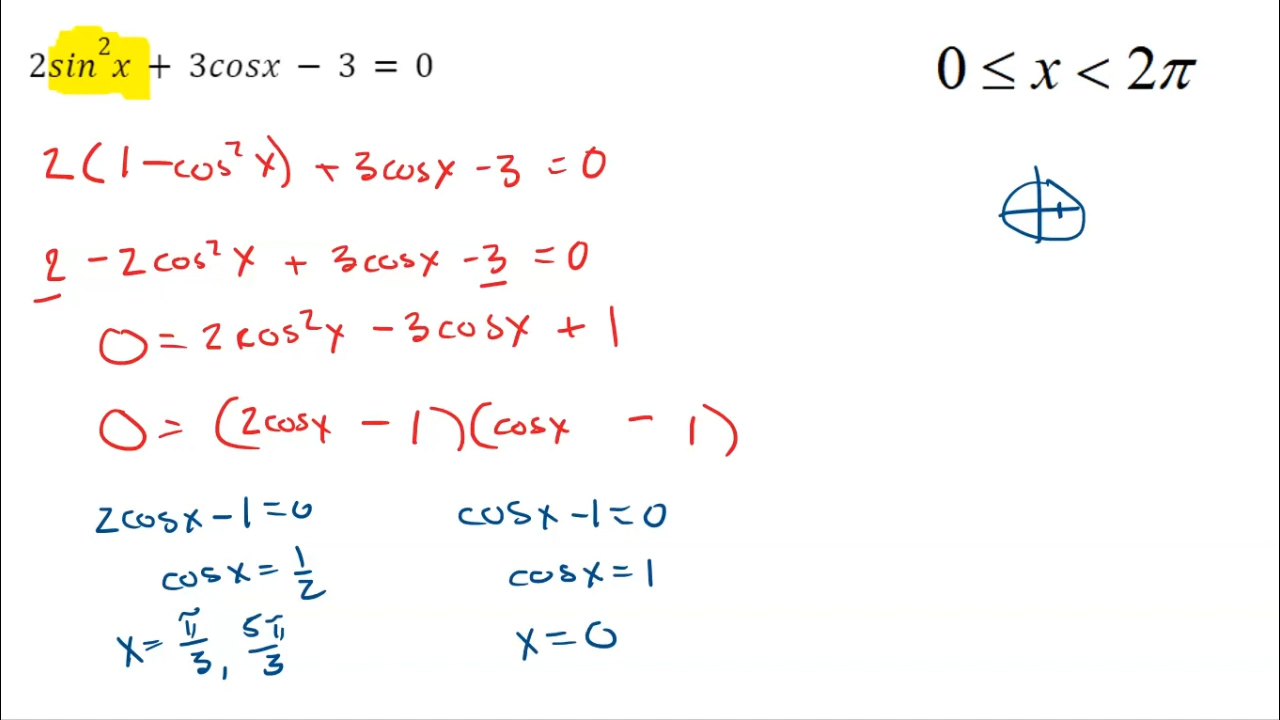 2sin²x + 3cosx − 3 = 0
0 ≤ x < 2π
2(1-cos²x) + 3cosx -3 = 0
2 - 2cos²x + 3cosx -3 = 0
0 = 2cos²x - 3cosx + 1
0 = (2cosx - 1)(cosx - 1)
2cosx - 1 = 0
cosx - 1 = 0
cosx = 1/2
cosx = 1
x = π/3, 5π/3
x = 0